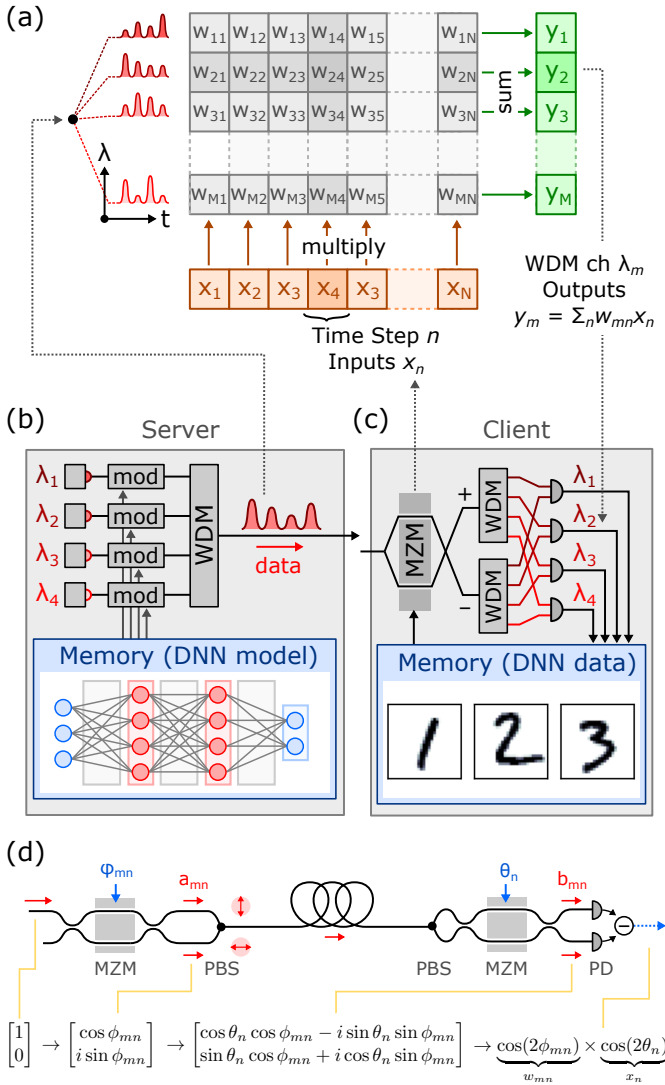 (a)
w11 w12 w13 w14 w15 w1N y1
w21 w22 w23 w24 w25 w2N sum y2
w31 w32 w33 w34 w35 w3N y3
λ
t
wM1 wM2 wM3 wM4 wM5 wMN yM
multiply
x1 x2 x3 x4 x3 xN
Time Step n
Inputs xn
WDM ch λm
Outputs
ym = Σn wmn xn
(b)
Server
λ1 mod
λ2 mod
λ3 mod
λ4 mod
WDM
data
Memory (DNN model)
(c)
Client
MZM
+
−
WDM
WDM
λ1
λ2
λ3
λ4
Memory (DNN data)
1 2 3
(d)
φmn amn θn bmn
MZM PBS PBS MZM PD
−
[1 0] → [cos ϕmn i sin ϕmn] → [cos θn cos ϕmn − i sin θn sin ϕmn sin θn cos ϕmn + i cos θn sin ϕmn] → cos(2ϕmn) × cos(2θn)
wmn xn